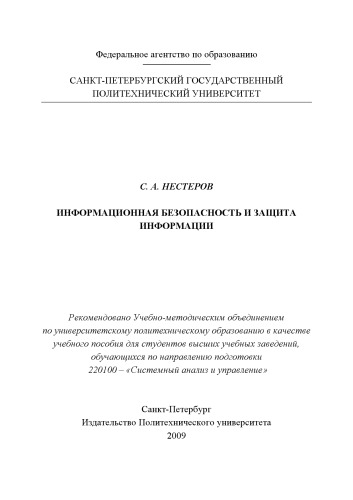 Федеральное агентство по образованию
САНКТ-ПЕТЕРБУРГСКИЙ ГОСУДАРСТВЕННЫЙ
ПОЛИТЕХНИЧЕСКИЙ УНИВЕРСИТЕТ
С. А. НЕСТЕРОВ
ИНФОРМАЦИОННАЯ БЕЗОПАСНОСТЬ И ЗАЩИТА
ИНФОРМАЦИИ
Рекомендовано Учебно-методическим объединением
по университетскому политехническому образованию в качестве
учебного пособия для студентов высших учебных заведений,
обучающихся по направлению подготовки
220100 – «Системный анализ и управление»
Санкт-Петербург
Издательство Политехнического университета
2009